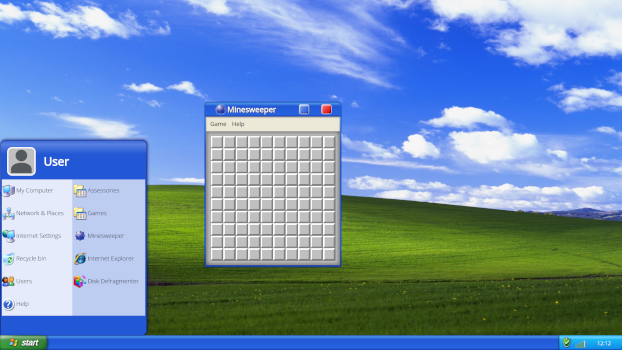 Minesweeper
Game Help
User
My Computer
Assessories
Network & Places
Games
Internet Settings
Minesweeper
Recycle bin
Internet Explorer
Users
Disk Defragmenter
Help
start
12:12